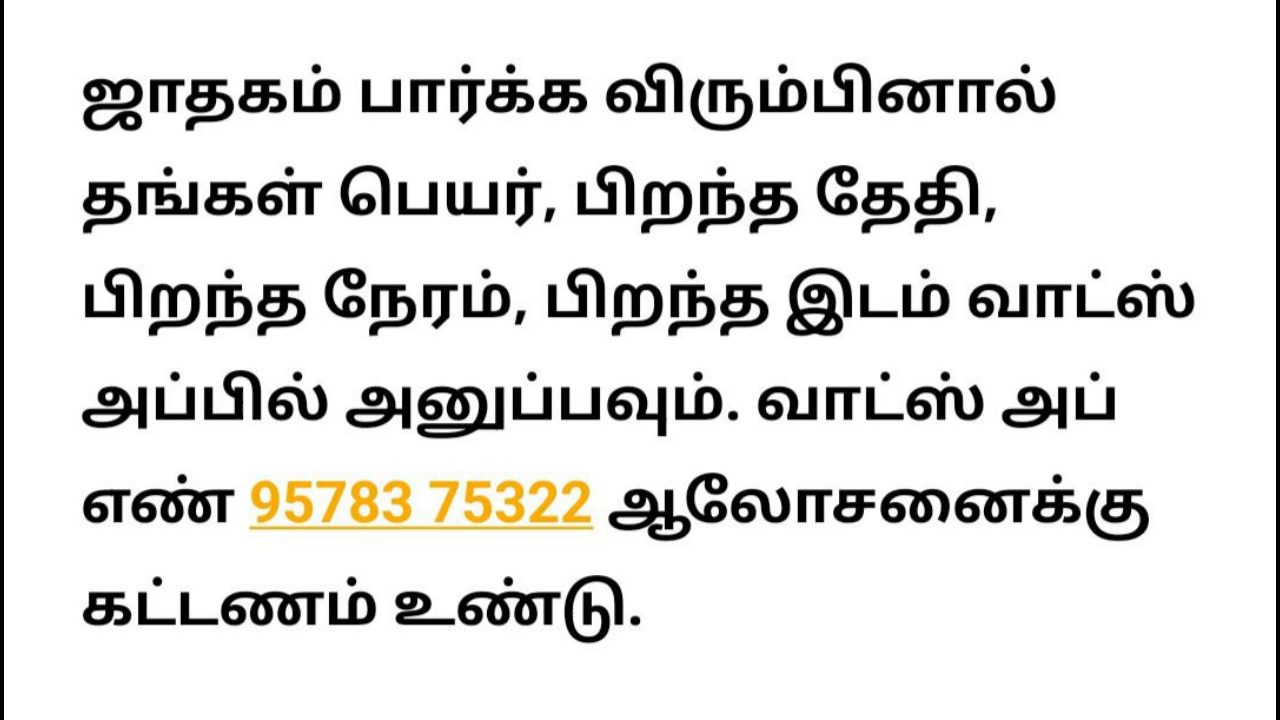 ஜாதகம் பார்க்க விரும்பினால்
தங்கள் பெயர், பிறந்த தேதி,
பிறந்த நேரம், பிறந்த இடம் வாட்ஸ்
அப்பில் அனுப்பவும். வாட்ஸ் அப்
எண் 95783 75322 ஆலோசனைக்கு
கட்டணம் உண்டு.